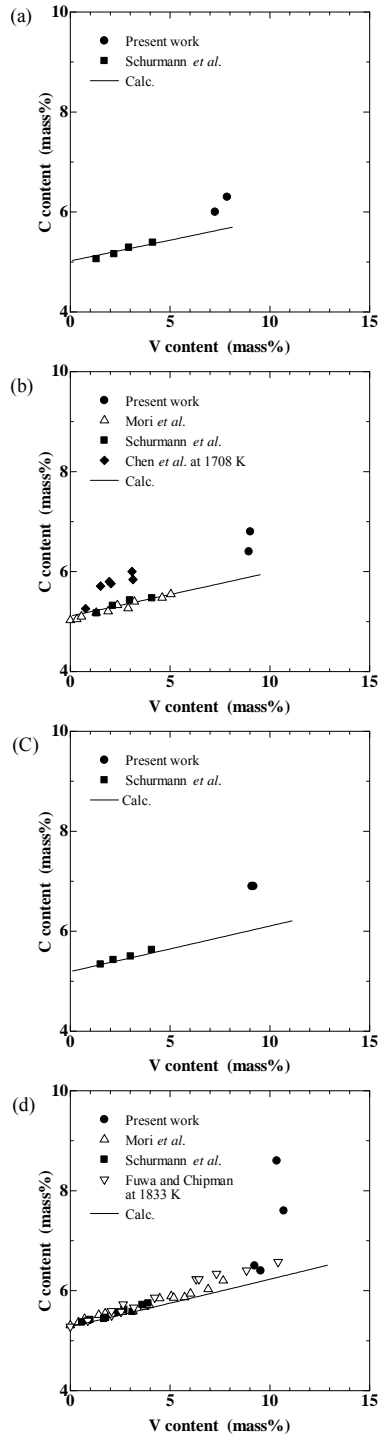 (a)
10
Present work
Schurmann et al.
Calc.
8
C content (mass%)
6
4
0 5 10 15
V content (mass%)
(b)
10
Present work
Mori et al.
Schurmann et al.
Chen et al. at 1708 K
Calc.
8
C content (mass%)
6
4
0 5 10 15
V content (mass%)
(C)
10
Present work
Schurmann et al.
Calc.
8
C content (mass%)
6
4
0 5 10 15
V content (mass%)
(d)
10
Present work
Mori et al.
Schurmann et al.
Fuwa and Chipman
at 1833 K
Calc.
8
C content (mass%)
6
4
0 5 10 15
V content (mass%)